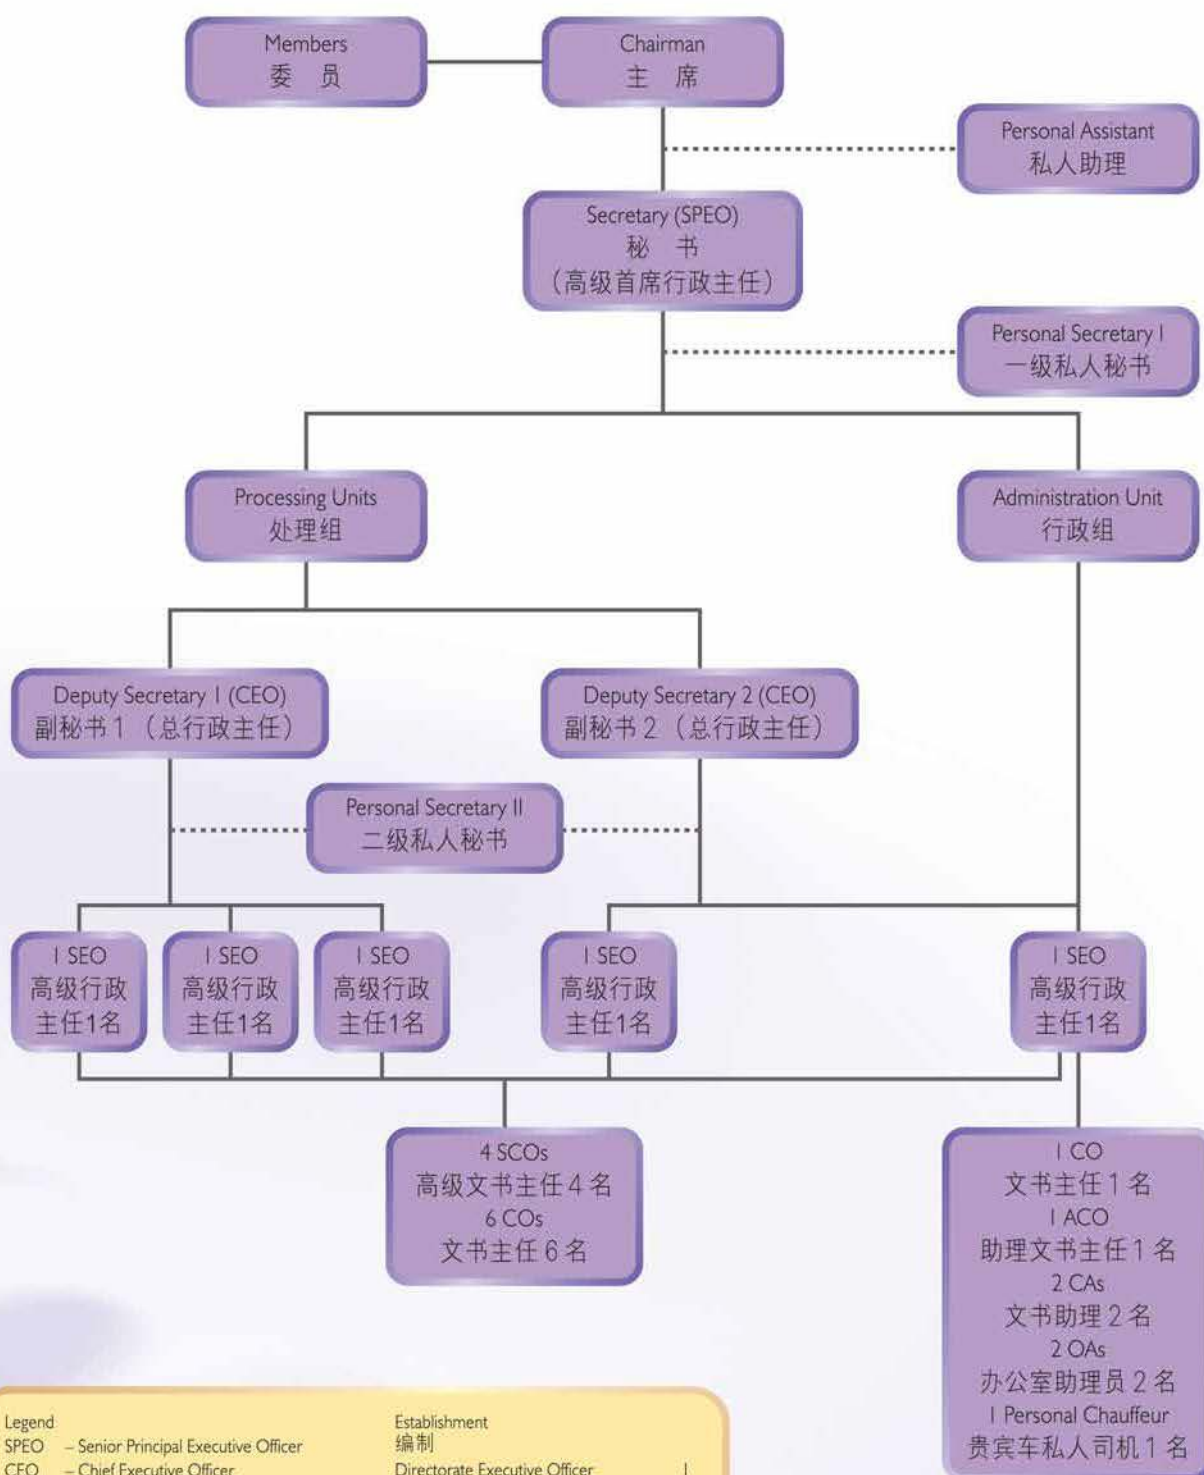 Members
委 员
Chairman
主 席
Personal Assistant
私人助理
Secretary (SPEO)
秘 书
（高级首席行政主任）
Personal Secretary I
一级私人秘书
Processing Units
处理组
Administration Unit
行政组
Deputy Secretary 1 (CEO)
副秘书 1 （总行政主任）
Deputy Secretary 2 (CEO)
副秘书 2 （总行政主任）
Personal Secretary II
二级私人秘书
1 SEO
高级行政
主任1名
1 SEO
高级行政
主任1名
1 SEO
高级行政
主任1名
1 SEO
高级行政
主任1名
1 SEO
高级行政
主任1名
4 SCOs
高级文书主任 4 名
6 COs
文书主任 6 名
1 CO
文书主任 1 名
1 ACO
助理文书主任 1 名
2 CAs
文书助理 2 名
2 OAs
办公室助理员 2 名
1 Personal Chauffeur
贵宾车私人司机 1 名
Legend
SPEO – Senior Principal Executive Officer
CEO – Chief Executive Officer
Establishment
编制
Directorate Executive Officer 1